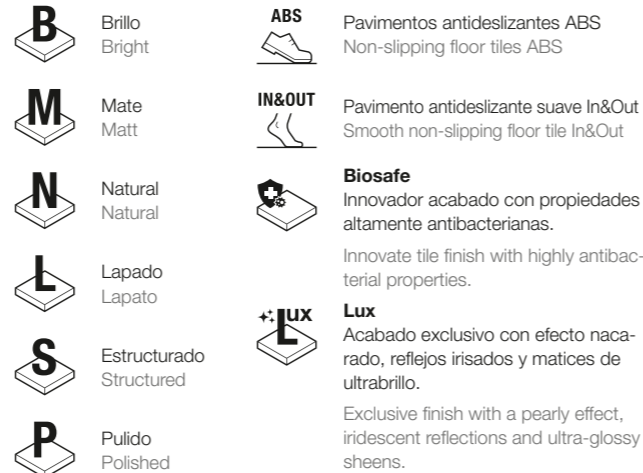 B
Brillo
Bright
M
Mate
Matt
N
Natural
Natural
L
Lapado
Lapato
S
Estructurado
Structured
P
Pulido
Polished
ABS
Pavimentos antideslizantes ABS
Non-slipping floor tiles ABS
IN&OUT
Pavimento antideslizante suave In&Out
Smooth non-slipping floor tile In&Out
Biosafe
Innovador acabado con propiedades
altamente antibacterianas.
Innovate tile finish with highly antibac-
terial properties.
Lux
Lux
Acabado exclusivo con efecto naca-
rado, reflejos irisados y matices de
ultrabrillo.
Exclusive finish with a pearly effect,
iridescent reflections and ultra-glossy
sheens.